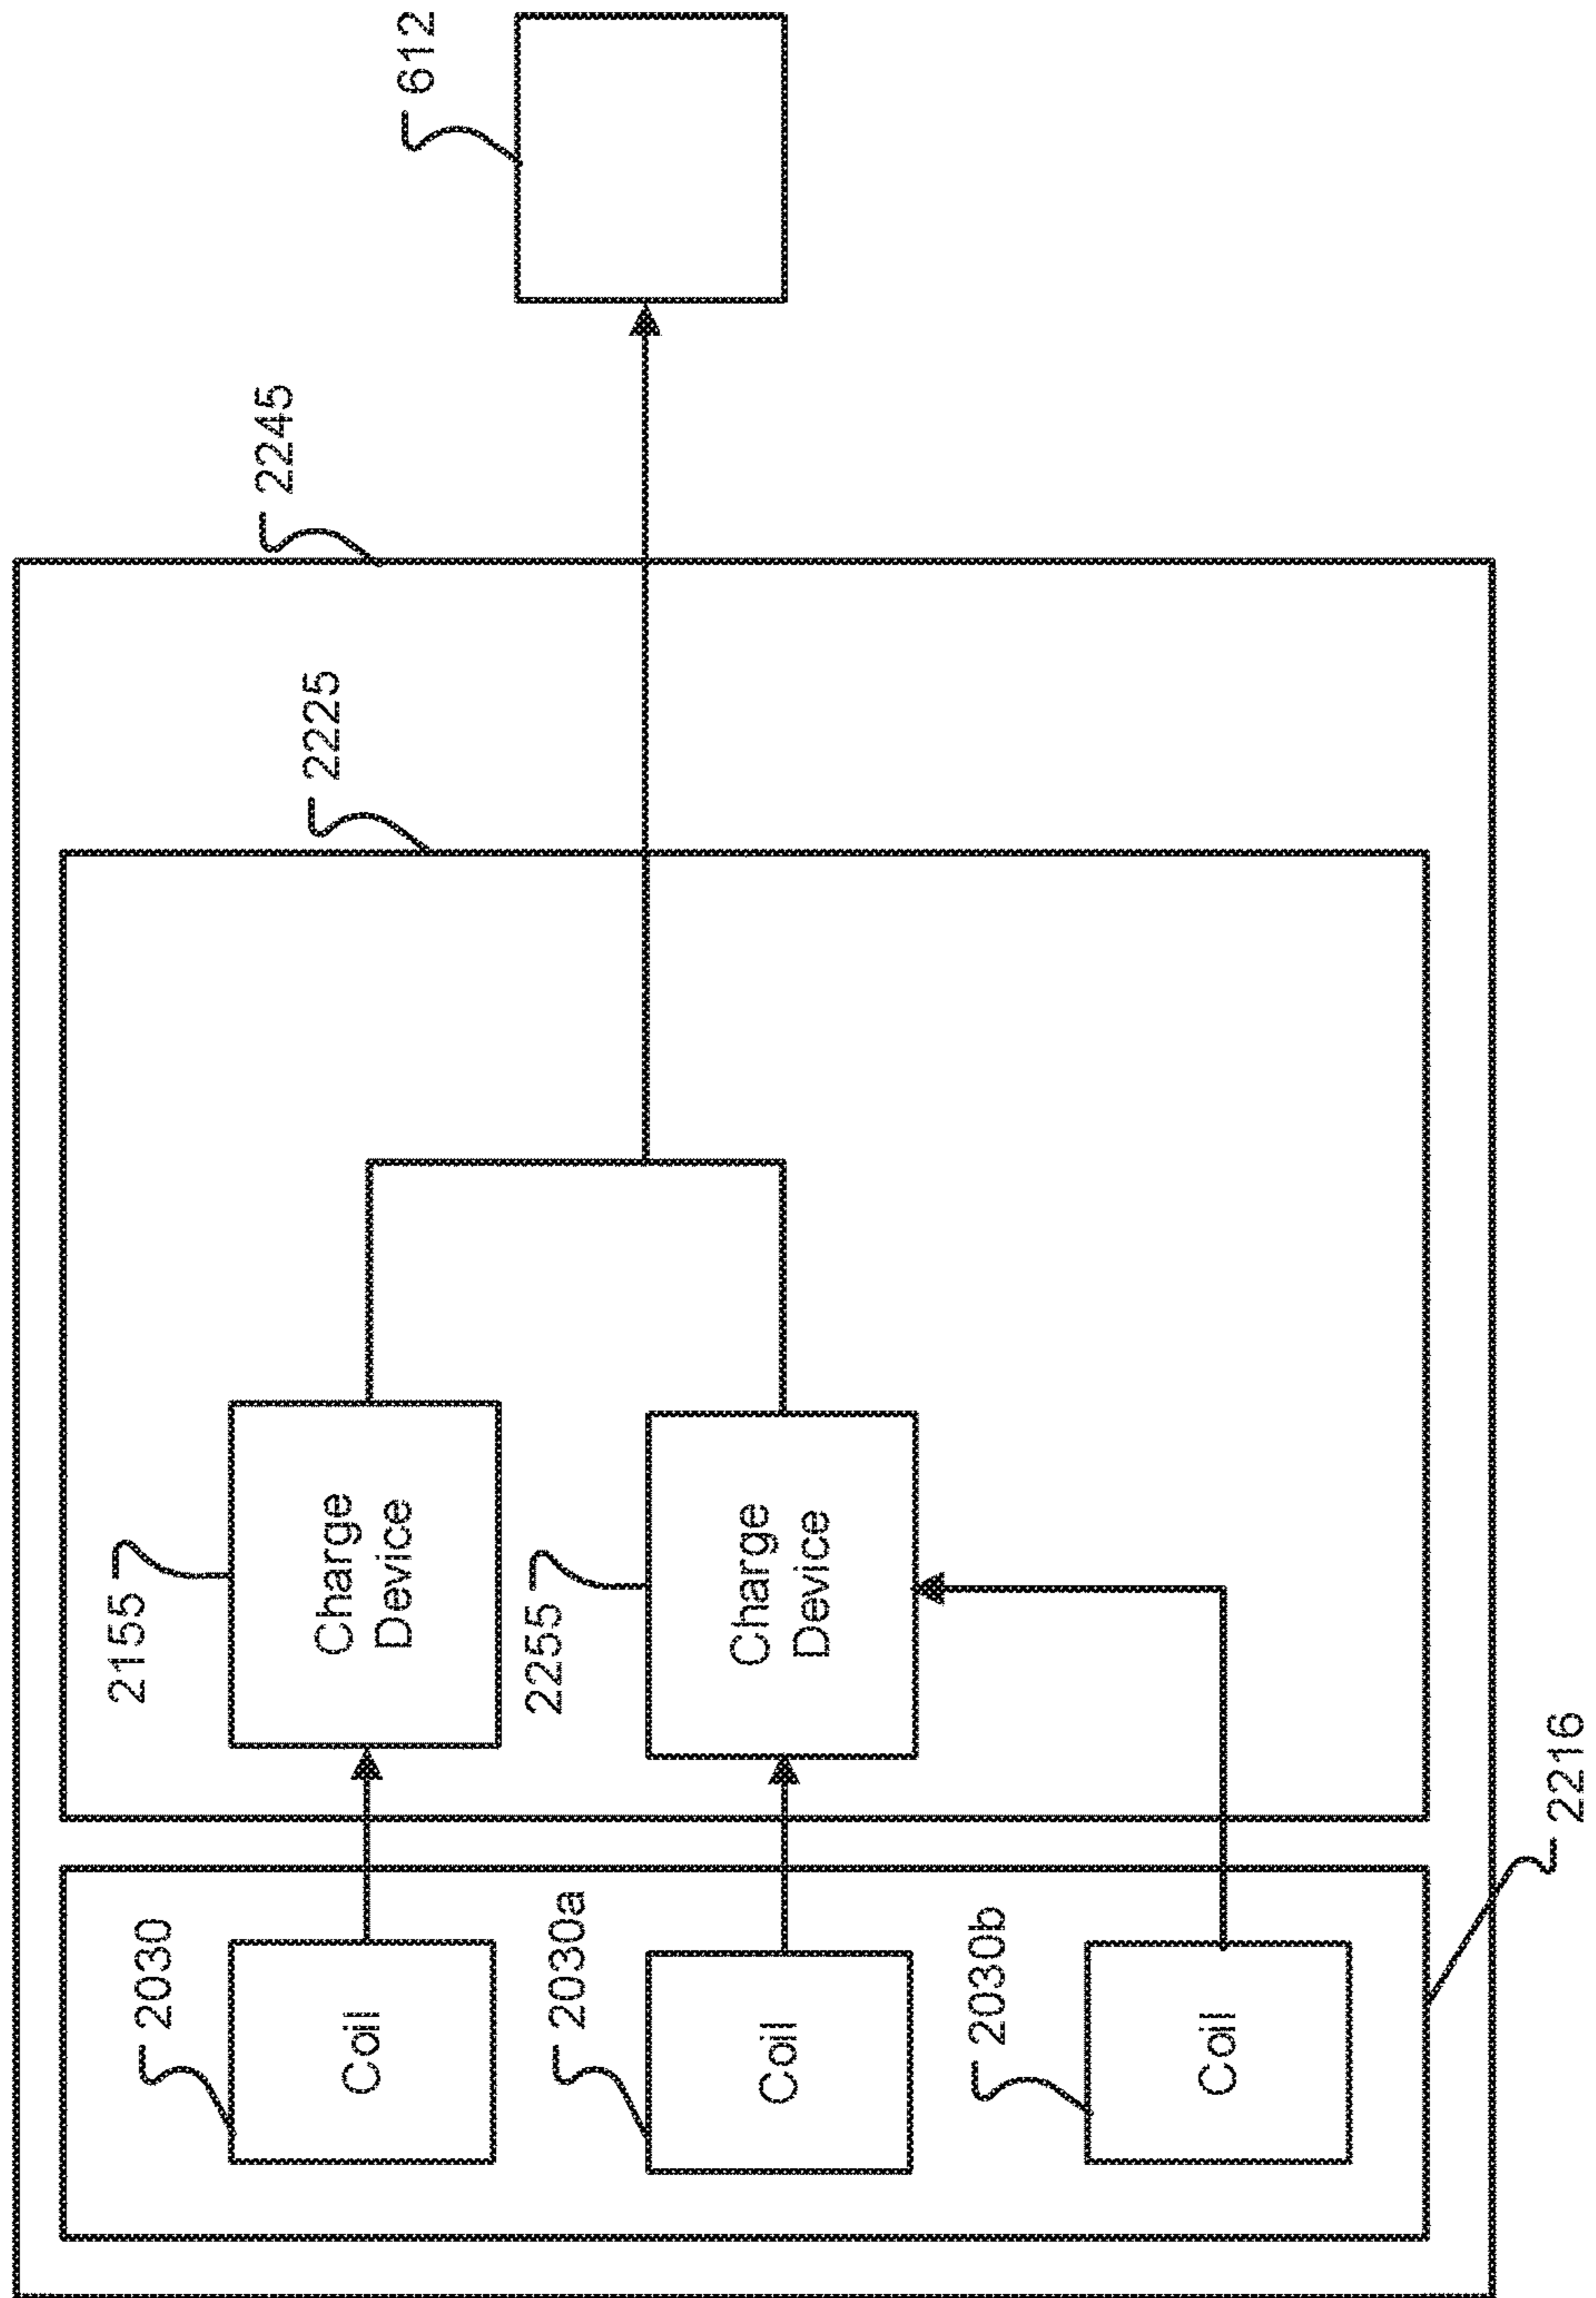 2030
Coil
2030a
Coil
2030b
Coil
2216
2155
Charge
Device
2255
Charge
Device
2225
2245
612